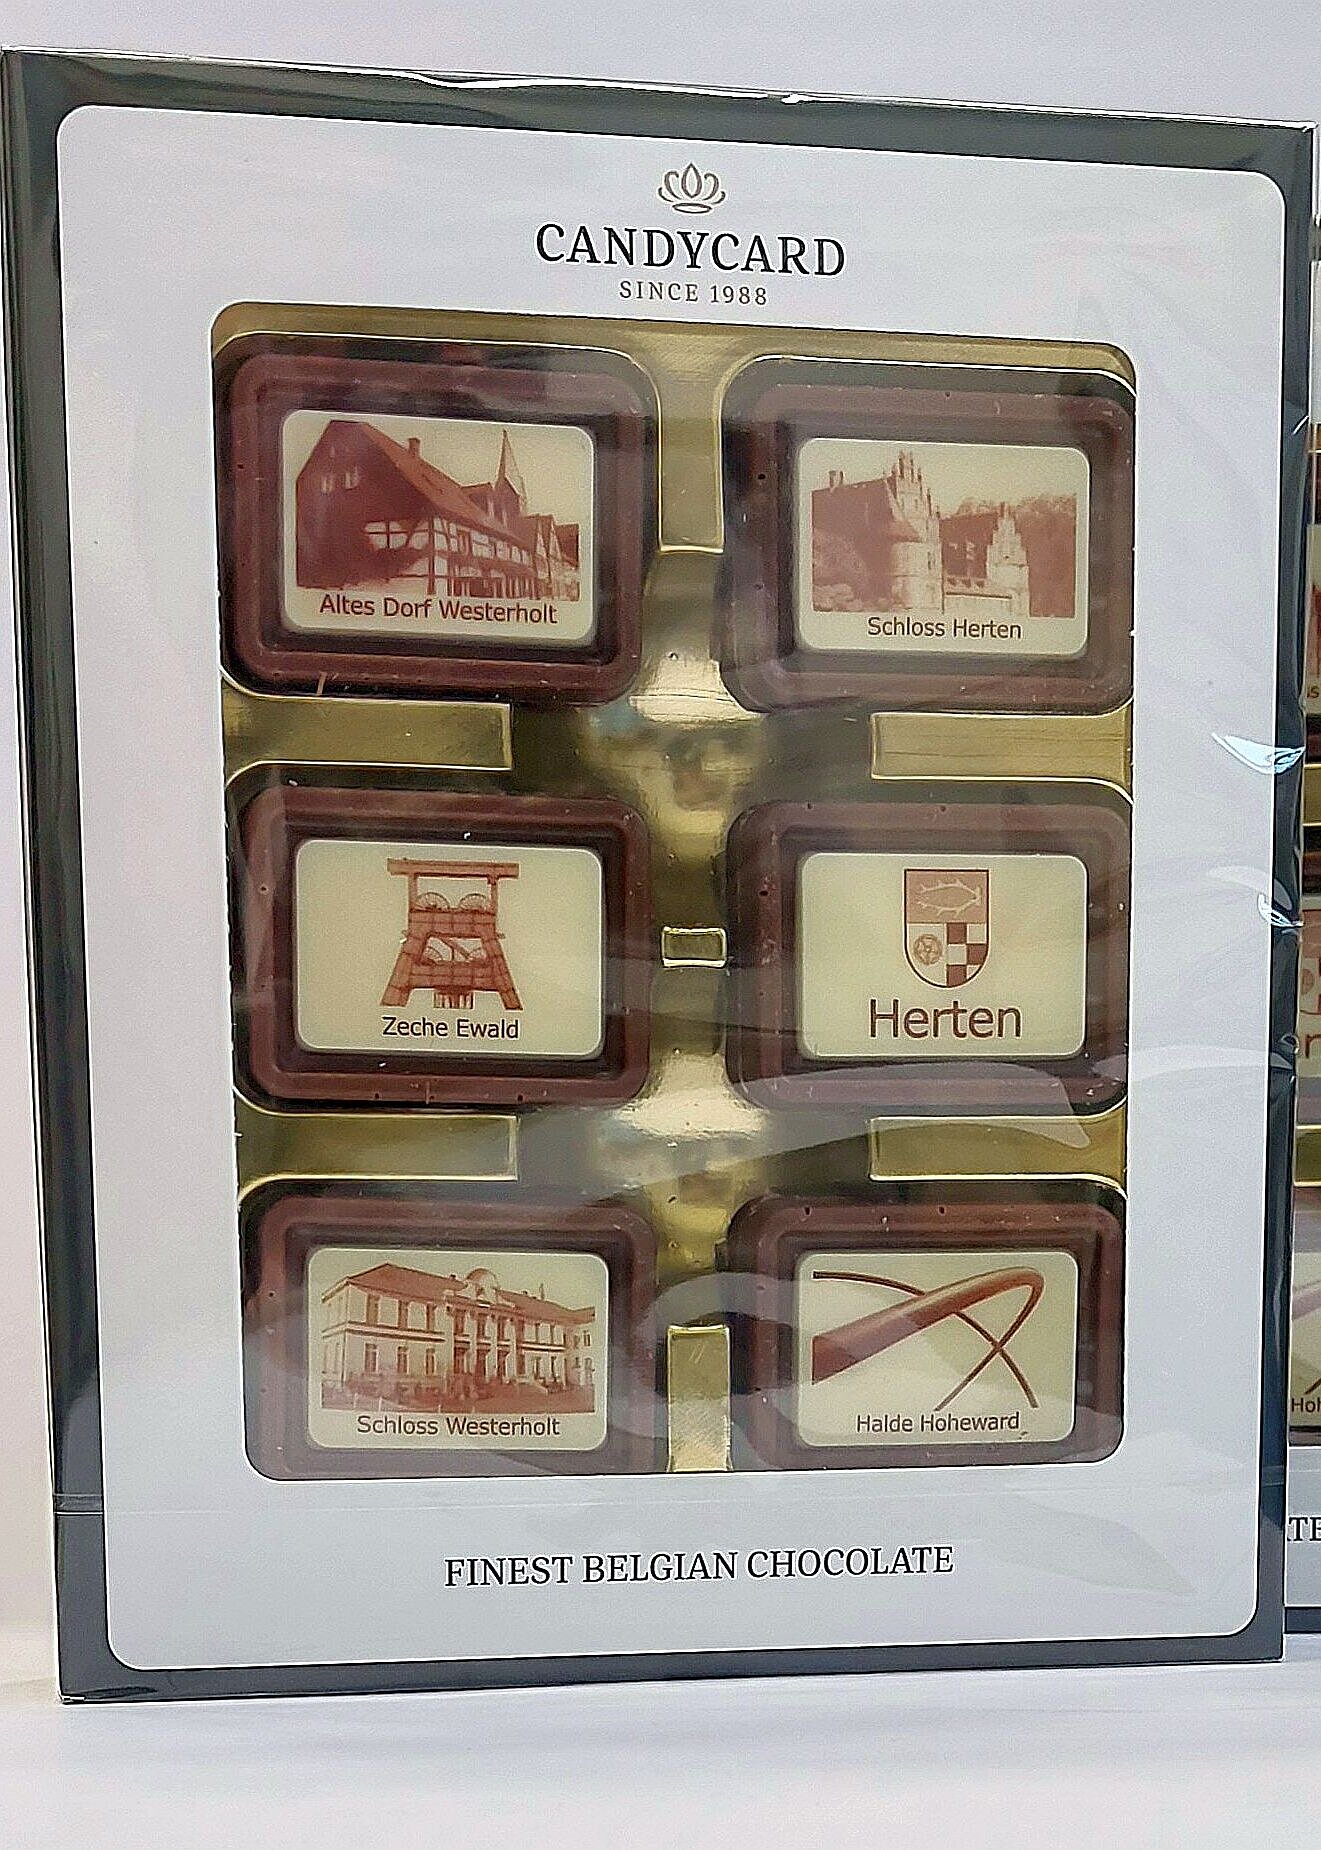 CANDYCARD
SINCE 1988
Altes Dorf Westerholt
Schloss Herten
Zeche Ewald
Herten
Schloss Westerholt
Halde Hoheward
FINEST BELGIAN CHOCOLATE